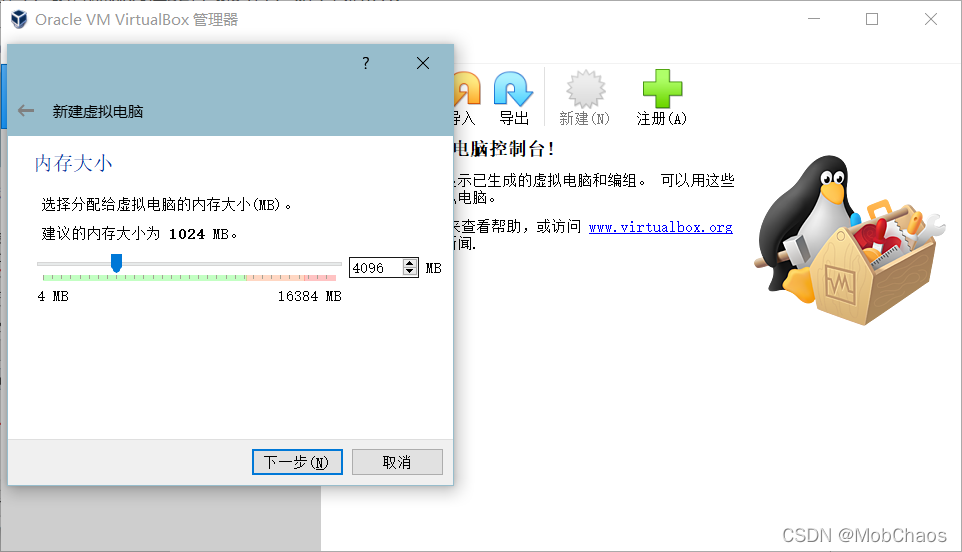 Oracle VM VirtualBox 管理器
?
新建虚拟电脑
内存大小
选择分配给虚拟电脑的内存大小(MB)。
建议的内存大小为 1024 MB。
4096 MB
4 MB 16384 MB
下一步(N) 取消
导入 导出 新建(N) 注册(A)
电脑控制台!
示已生成的虚拟电脑和编组。 可以用这些
电脑。
来查看帮助，或访问 www.virtualbox.org
新闻.
CSDN @MobChaos